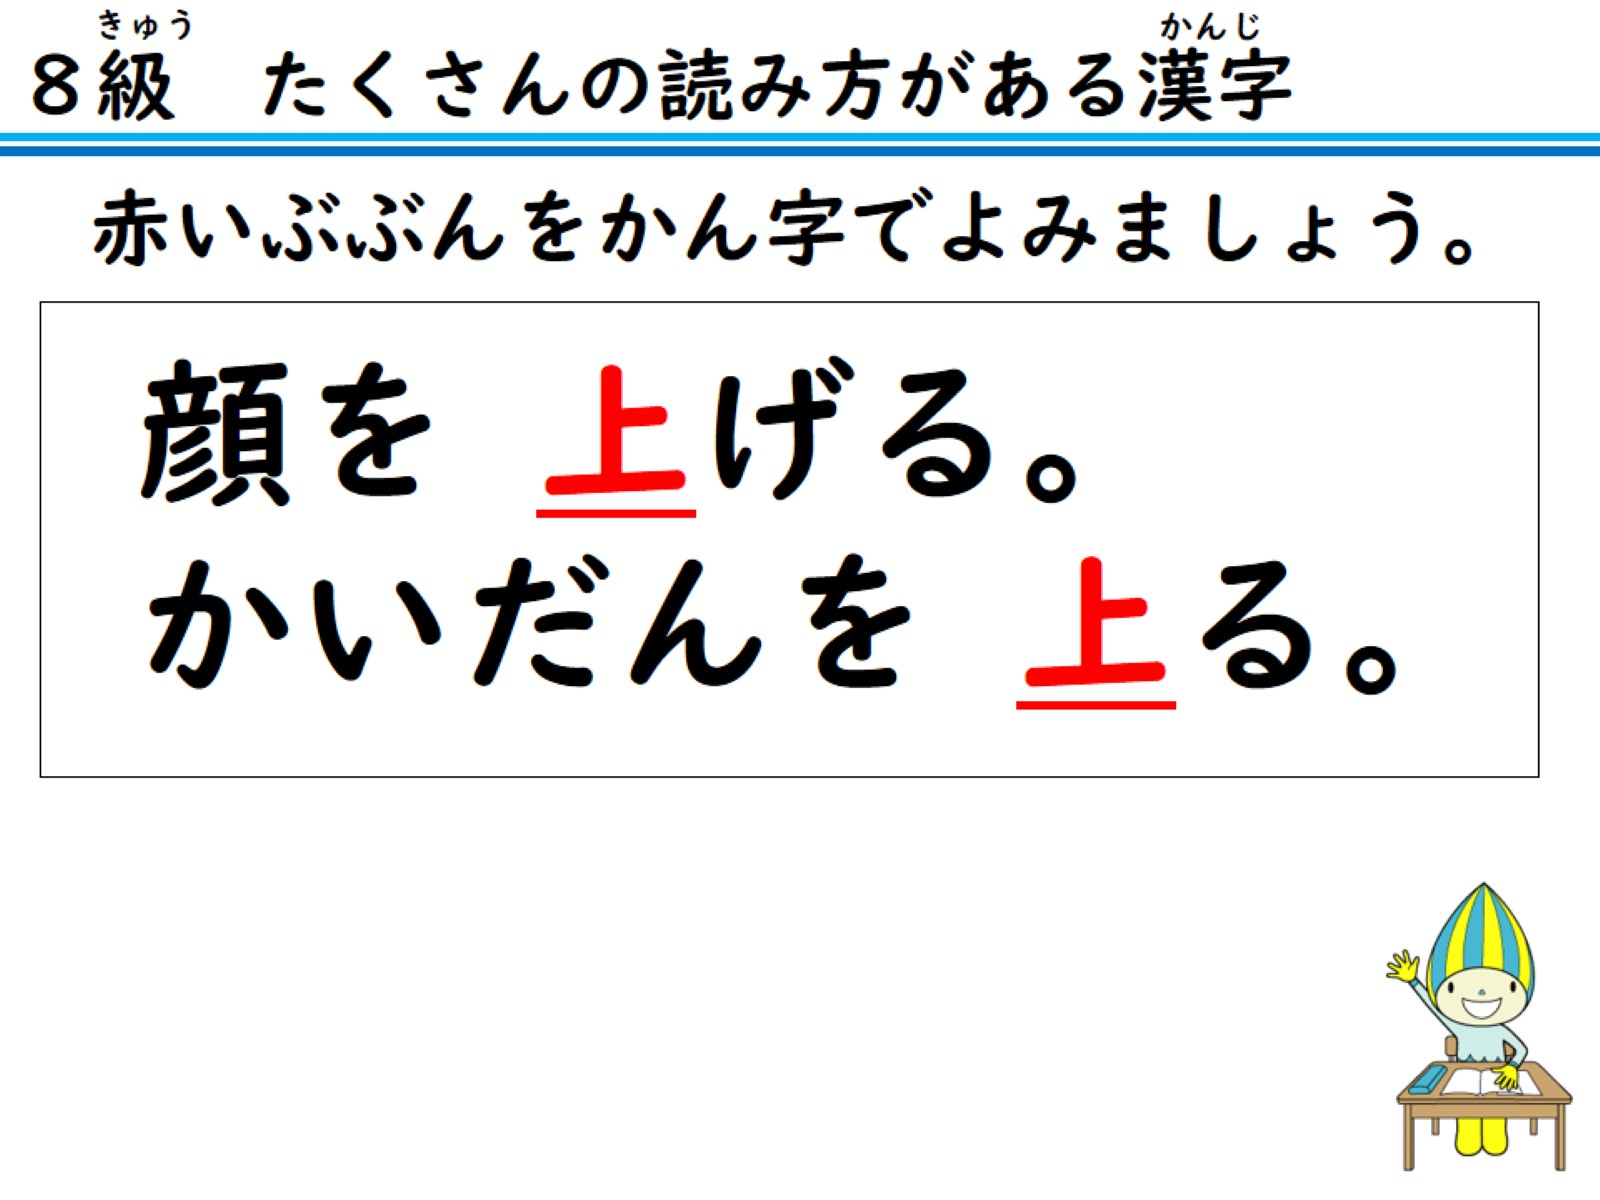 きゅう かんじ
８級　たくさんの読み方がある漢字
赤いぶぶんをかん字でよみましょう。
顔を　上げる。
かいだんを　上る。